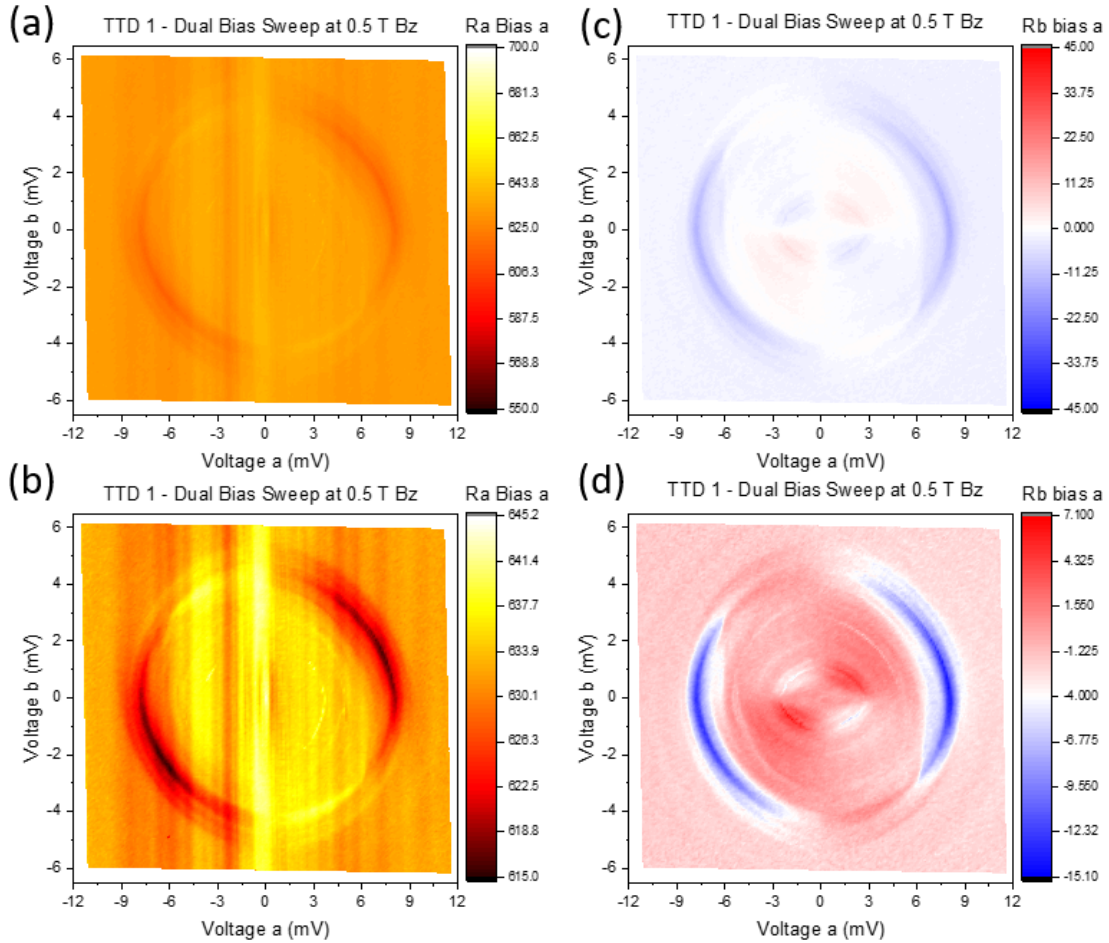 (a)
TTD 1 - Dual Bias Sweep at 0.5 T Bz
Ra Bias a
6
4
2
0
-2
-4
-6
Voltage b (mV)
-12 -9 -6 -3 0 3 6 9 12
Voltage a (mV)
700.0
681.3
662.5
643.8
625.0
606.3
587.5
568.8
550.0
(c)
TTD 1 - Dual Bias Sweep at 0.5 T Bz
Rb bias a
6
4
2
0
-2
-4
-6
Voltage b (mV)
-12 -9 -6 -3 0 3 6 9 12
Voltage a (mV)
45.00
33.75
22.50
11.25
0.000
-11.25
-22.50
-33.75
-45.00
(b)
TTD 1 - Dual Bias Sweep at 0.5 T Bz
Ra Bias a
6
4
2
0
-2
-4
-6
Voltage b (mV)
-12 -9 -6 -3 0 3 6 9 12
Voltage a (mV)
645.2
641.4
637.7
633.9
630.1
626.3
622.5
618.8
615.0
(d)
TTD 1 - Dual Bias Sweep at 0.5 T Bz
Rb bias a
6
4
2
0
-2
-4
-6
Voltage b (mV)
-12 -9 -6 -3 0 3 6 9 12
Voltage a (mV)
7.100
4.325
1.550
-1.225
-4.000
-6.775
-9.550
-12.32
-15.10